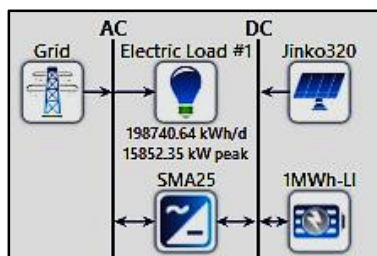 AC DC
Grid Electric Load #1 Jinko320
198740.64 kWh/d
15852.35 kW peak
SMA25 1MWh-LI